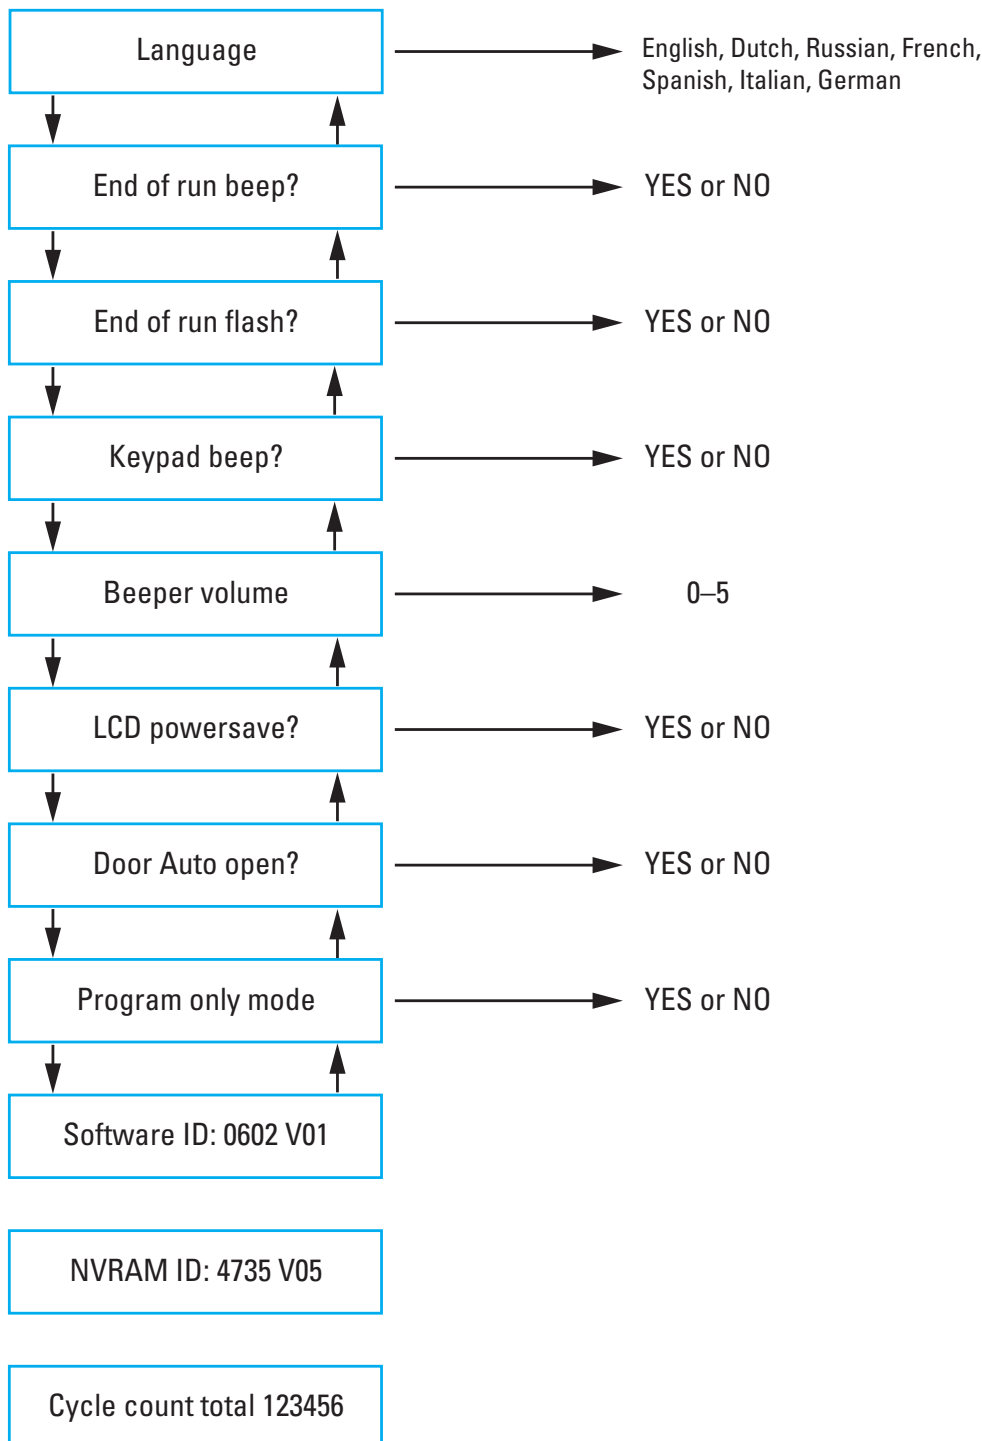 Language
English, Dutch, Russian, French,
Spanish, Italian, German
End of run beep?
YES or NO
End of run flash?
YES or NO
Keypad beep?
YES or NO
Beeper volume
0–5
LCD powersave?
YES or NO
Door Auto open?
YES or NO
Program only mode
YES or NO
Software ID: 0602 V01
NVRAM ID: 4735 V05
Cycle count total 123456